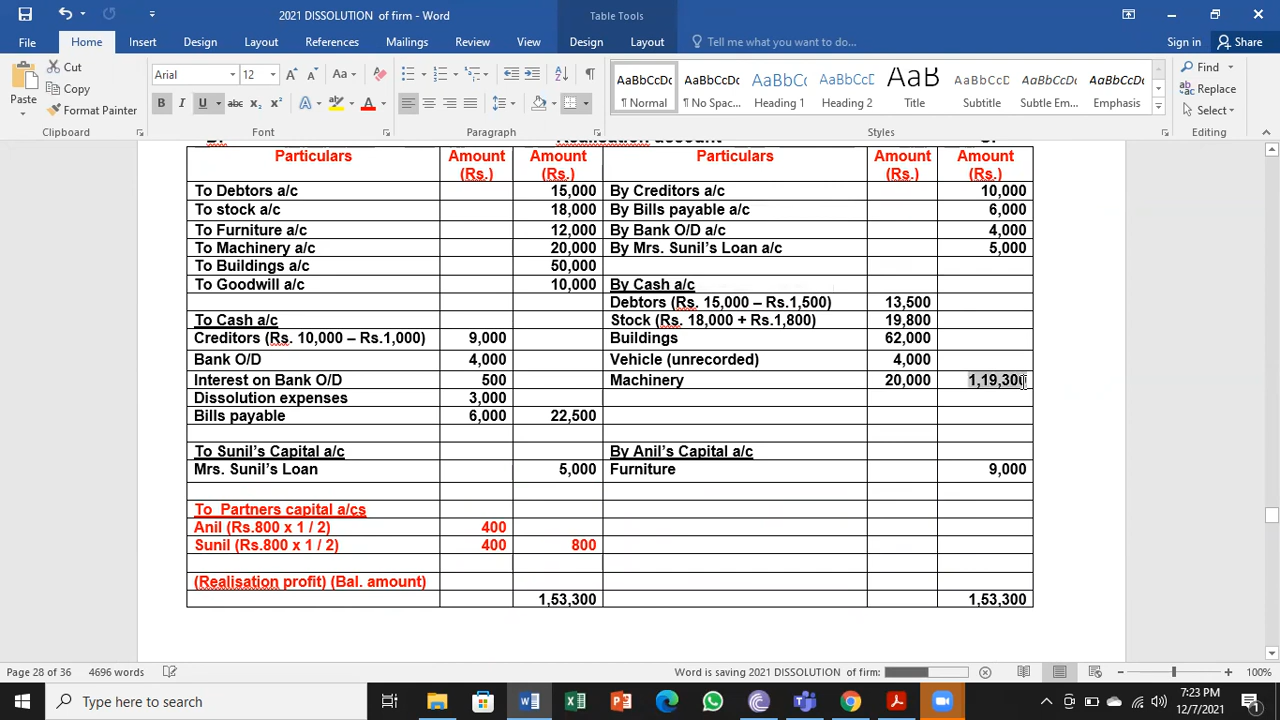 2021 DISSOLUTION of firm - Word
Table Tools
File Home Insert Design Layout References Mailings Review View Design Layout Tell me what you want to do... Sign in Share
Paste Cut Copy Format Painter
Clipboard
Arial 12
Font
Paragraph
AaBbCcDc AaBbCcDc AaBbCc AaBbCcD AaB AaBbCcDc AaBbCcDc AaBbCcDc
¶ Normal ¶ No Spac... Heading Heading 2 Title Subtitle Subtle Em... Emphasis
Styles
Find
Replace
Select
Editing
Realisation account
Particulars Amount (Rs.) Amount (Rs.) Particulars Amount (Rs.) Amount (Rs.)
To Debtors a/c 15,000 By Creditors a/c 10,000
To stock a/c 18,000 By Bills payable a/c 6,000
To Furniture a/c 12,000 By Bank O/D a/c 4,000
To Machinery a/c 20,000 By Mrs. Sunil’s Loan a/c 5,000
To Buildings a/c 50,000
To Goodwill a/c 10,000 By Cash a/c
Debtors (Rs. 15,000 – Rs.1,500) 13,500
To Cash a/c Stock (Rs. 18,000 + Rs.1,800) 19,800
Creditors (Rs. 10,000 – Rs.1,000) 9,000 Buildings 62,000
Bank O/D 4,000 Vehicle (unrecorded) 4,000
Interest on Bank O/D 500 Machinery 20,000 1,19,300
Dissolution expenses 3,000
Bills payable 6,000 22,500
To Sunil’s Capital a/c By Anil’s Capital a/c
Mrs. Sunil’s Loan 5,000 Furniture 9,000
To Partners capital a/cs
Anil (Rs.800 x 1 / 2) 400
Sunil (Rs.800 x 1 / 2) 400 800
(Realisation profit) (Bal. amount)
1,53,300 1,53,300
Page 28 of 36 4696 words Word is saving 2021 DISSOLUTION of firm: 100%
Type here to search
7:23 PM
12/7/2021